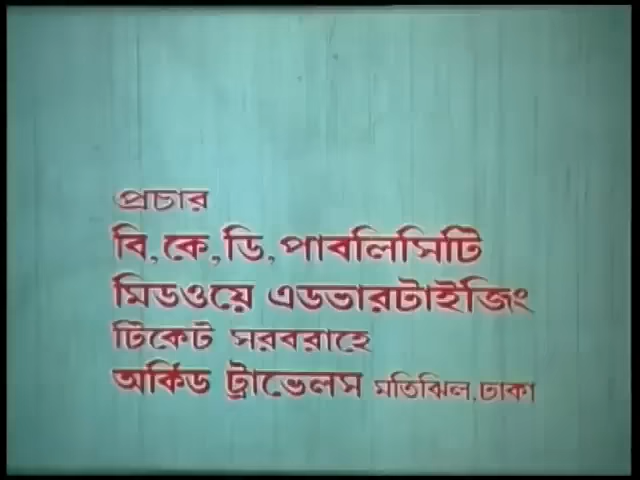 প্রচার
বি,কে,ডি,পাবলিসিটি
মিডওয়ে এডভারটাইজিং
টিকেট সরবরাহে
অর্কিড ট্রাভেলস মতিঝিল,ঢাকা